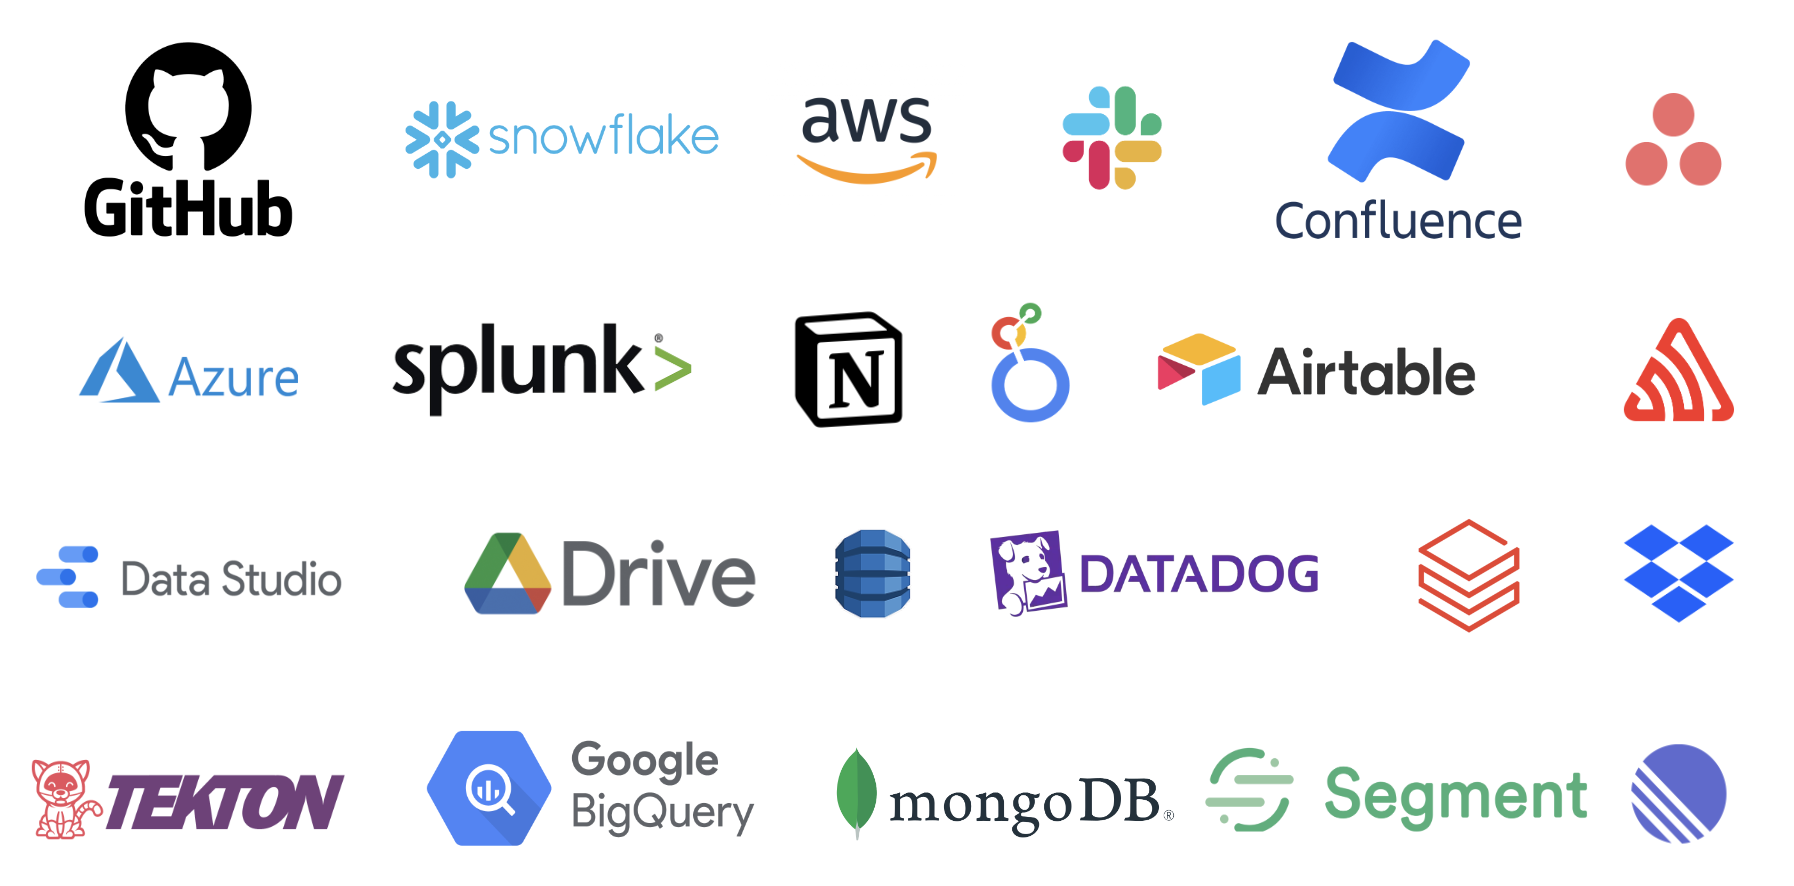 GitHub
snowflake
aws
Confluence
Azure
splunk>®
N
Airtable
Data Studio
Drive
DATADOG
TEKTON
Google
BigQuery
mongoDB®
Segment